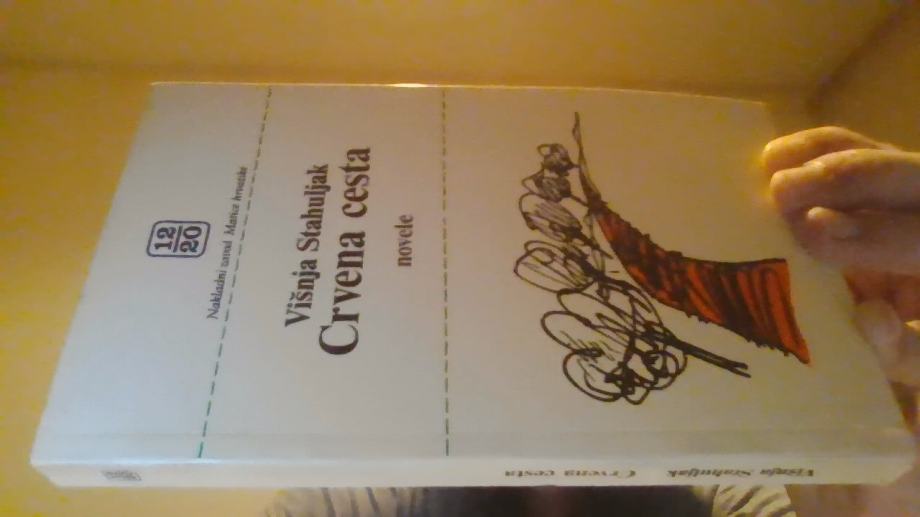 12
20
Nakladni zavod Matice hrvatske
Višnja Stahuljak
Crvena cesta
novele
Višnja Stahuljak Crvena cesta